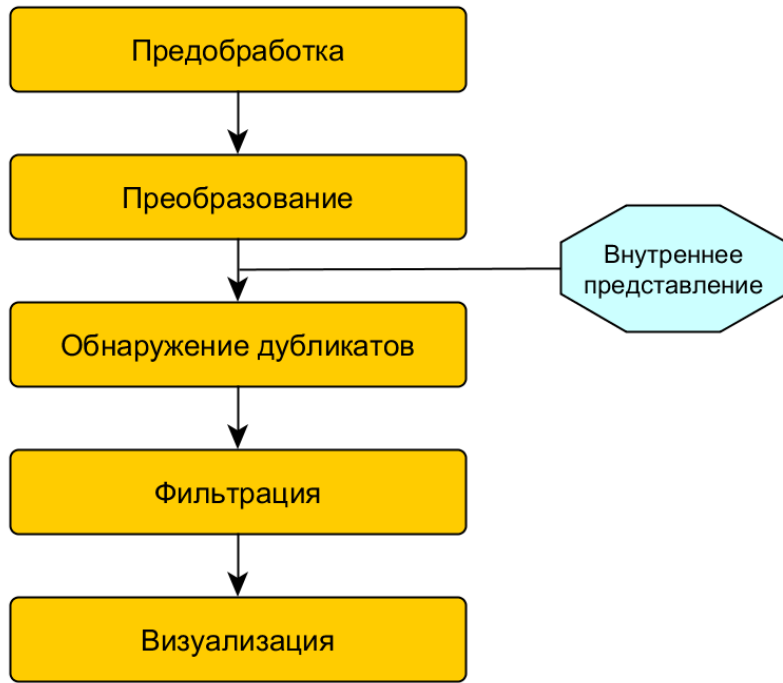 Предобработка
Преобразование
Внутреннее
представление
Обнаружение дубликатов
Фильтрация
Визуализация